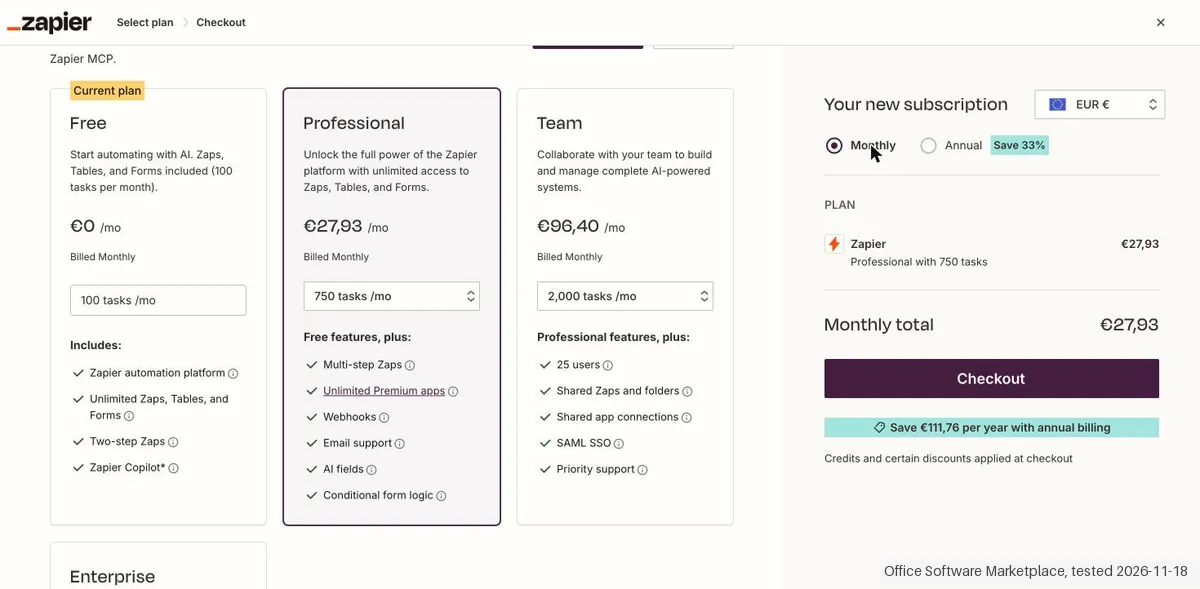 zapier
Select plan
Checkout
Zapier MCP.
Current plan
Free
Start automating with AI. Zaps,
Tables, and Forms included (100
tasks per month).
€0 /mo
Billed Monthly
100 tasks /mo
Includes:
Zapier automation platform
Unlimited Zaps, Tables, and
Forms
Two-step Zaps
Zapier Copilot*
Professional
Unlock the full power of the Zapier
platform with unlimited access to
Zaps, Tables, and Forms.
€27,93 /mo
Billed Monthly
750 tasks /mo
Free features, plus:
Multi-step Zaps
Unlimited Premium apps
Webhooks
Email support
AI fields
Conditional form logic
Team
Collaborate with your team to build
and manage complete AI-powered
systems.
€96,40 /mo
Billed Monthly
2,000 tasks /mo
Professional features, plus:
25 users
Shared Zaps and folders
Shared app connections
SAML SSO
Priority support
Enterprise
Your new subscription
EUR €
Monthly
Annual
Save 33%
PLAN
Zapier €27,93
Professional with 750 tasks
Monthly total €27,93
Checkout
Save €111,76 per year with annual billing
Credits and certain discounts applied at checkout
Office Software Marketplace, tested 2026-11-18